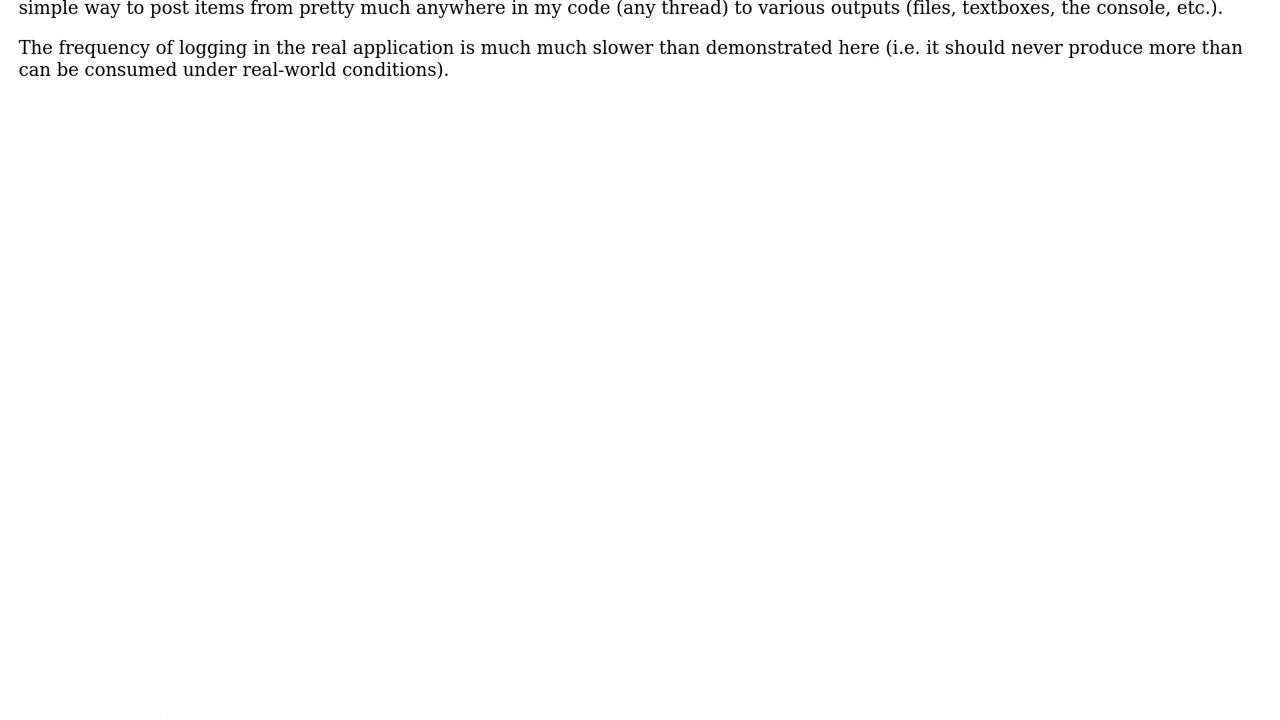 simple way to post items from pretty much anywhere in my code (any thread) to various outputs (files, textboxes, the console, etc.).
The frequency of logging in the real application is much much slower than demonstrated here (i.e. it should never produce more than
can be consumed under real-world conditions).